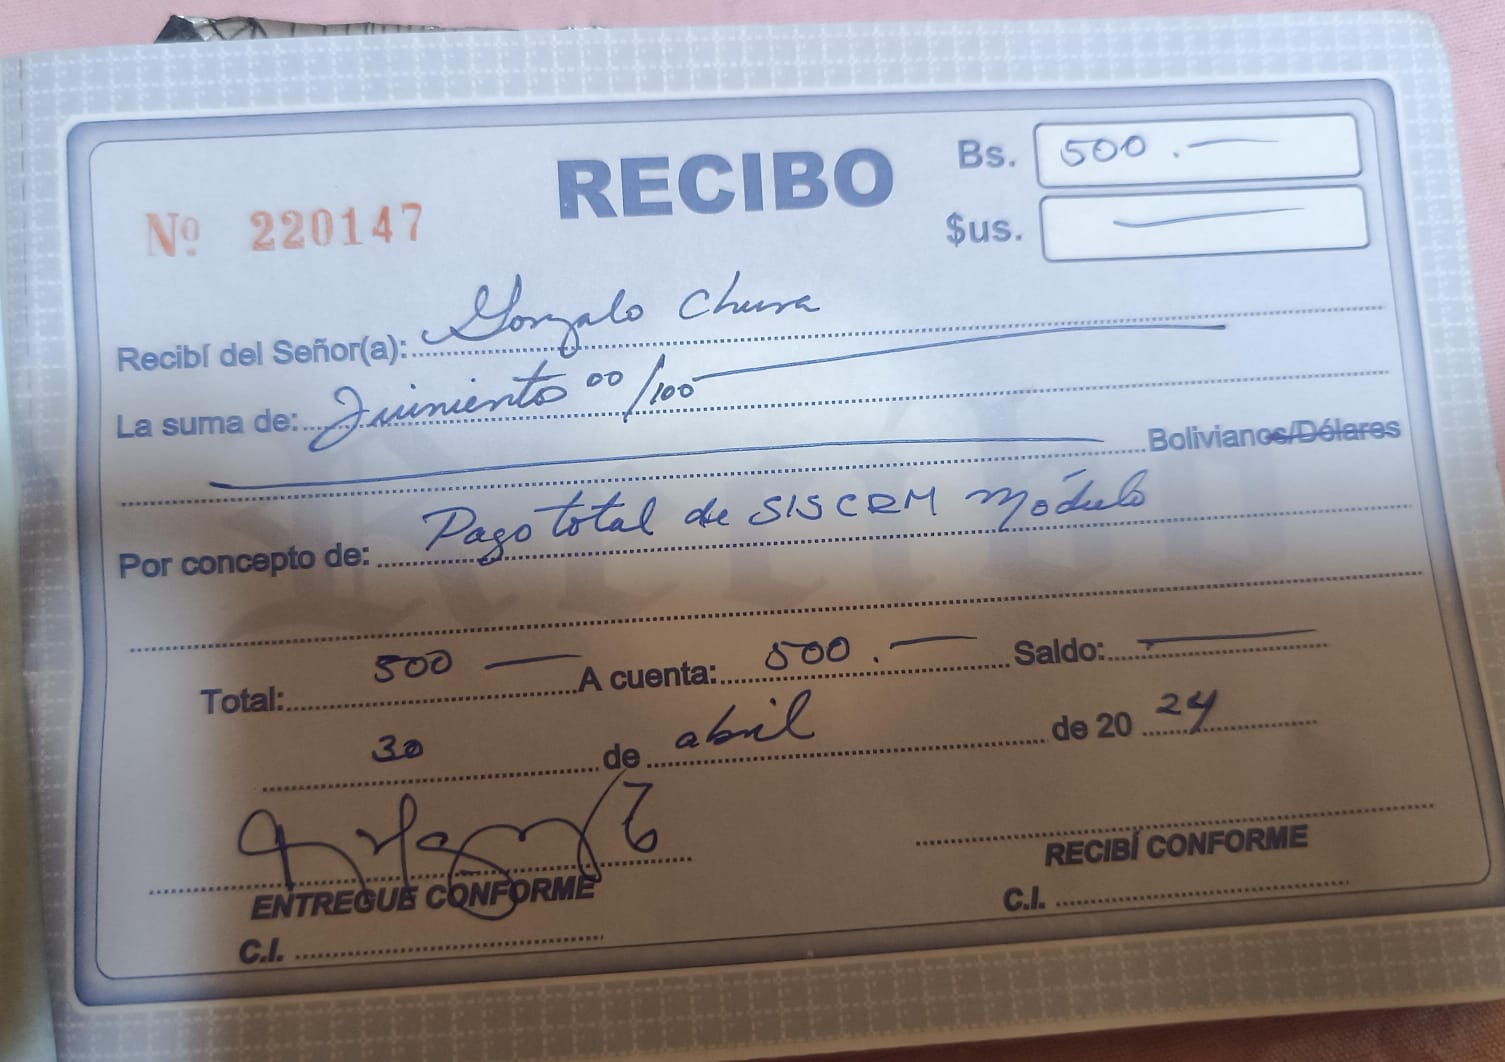 RECIBO
Bs. 500.—
Nº 220147
$us. —
Recibí del Señor(a): Gonzalo Chura
La suma de: Quinientos 00/100
Bolivianos/Dólares
Por concepto de: Pago total de SISCRM Módulo
Total: 500 — A cuenta: 500.— Saldo: —
30 de abril de 2024
ENTREGUE CONFORME
RECIBÍ CONFORME
C.I.
C.I.